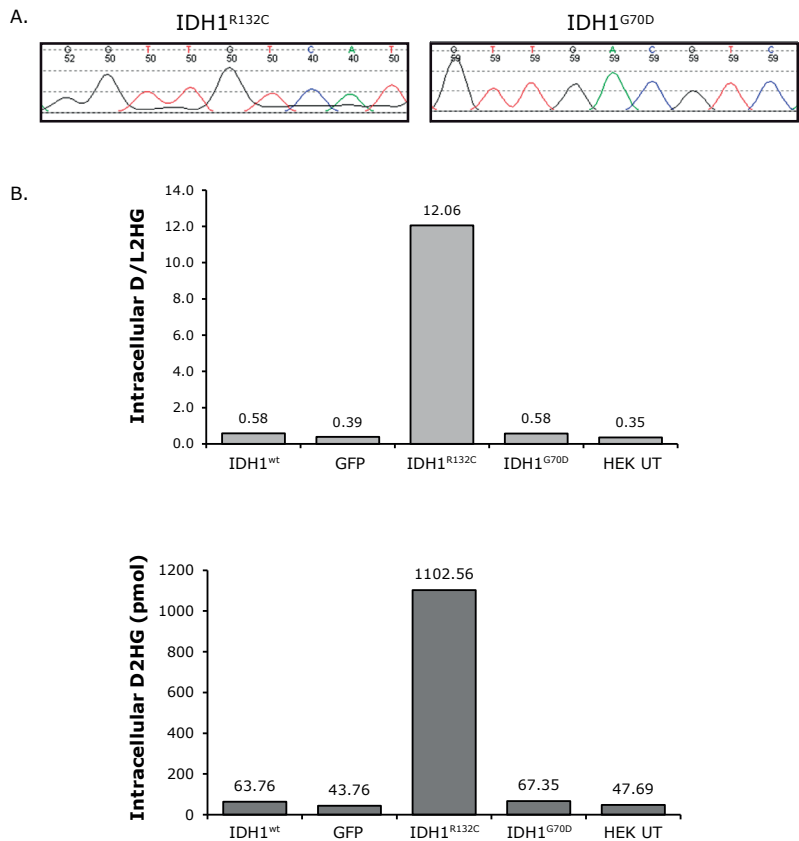 A.
IDH1R132C
IDH1G70D
G G T T G T C A T
52 50 50 50 50 50 40 40 50
G T T G A C G T C
59 59 59 59 59 59 59 59 59
B.
Intracellular D/L2HG
14.0
12.0
10.0
8.0
6.0
4.0
2.0
0.0
0.58
0.39
12.06
0.58
0.35
IDH1wt GFP IDH1R132C IDH1G70D HEK UT
Intracellular D2HG (pmol)
1200
1000
800
600
400
200
0
63.76
43.76
1102.56
67.35
47.69
IDH1wt GFP IDH1R132C IDH1G70D HEK UT